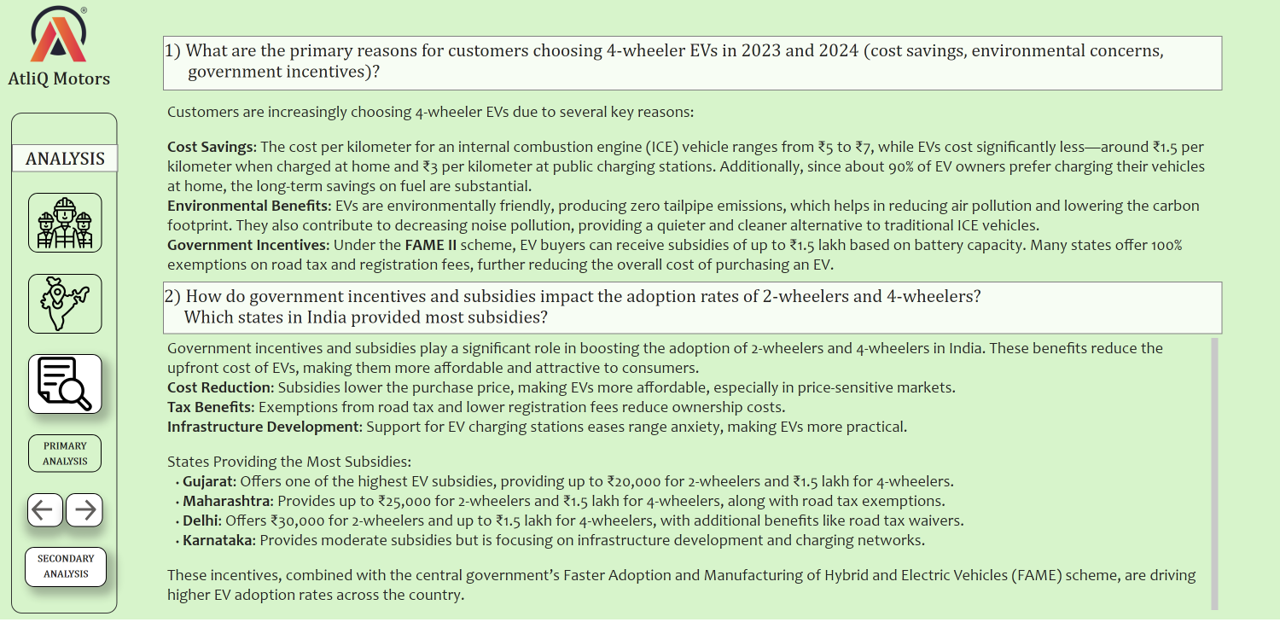 AtliQ Motors
ANALYSIS
PRIMARY
ANALYSIS
SECONDARY
ANALYSIS
1) What are the primary reasons for customers choosing 4-wheeler EVs in 2023 and 2024 (cost savings, environmental concerns,
government incentives)?
Customers are increasingly choosing 4-wheeler EVs due to several key reasons:
Cost Savings: The cost per kilometer for an internal combustion engine (ICE) vehicle ranges from ₹5 to ₹7, while EVs cost significantly less—around ₹1.5 per
kilometer when charged at home and ₹3 per kilometer at public charging stations. Additionally, since about 90% of EV owners prefer charging their vehicles
at home, the long-term savings on fuel are substantial.
Environmental Benefits: EVs are environmentally friendly, producing zero tailpipe emissions, which helps in reducing air pollution and lowering the carbon
footprint. They also contribute to decreasing noise pollution, providing a quieter and cleaner alternative to traditional ICE vehicles.
Government Incentives: Under the FAME II scheme, EV buyers can receive subsidies of up to ₹1.5 lakh based on battery capacity. Many states offer 100%
exemptions on road tax and registration fees, further reducing the overall cost of purchasing an EV.
2) How do government incentives and subsidies impact the adoption rates of 2-wheelers and 4-wheelers?
Which states in India provided most subsidies?
Government incentives and subsidies play a significant role in boosting the adoption of 2-wheelers and 4-wheelers in India. These benefits reduce the
upfront cost of EVs, making them more affordable and attractive to consumers.
Cost Reduction: Subsidies lower the purchase price, making EVs more affordable, especially in price-sensitive markets.
Tax Benefits: Exemptions from road tax and lower registration fees reduce ownership costs.
Infrastructure Development: Support for EV charging stations eases range anxiety, making EVs more practical.
States Providing the Most Subsidies:
• Gujarat: Offers one of the highest EV subsidies, providing up to ₹20,000 for 2-wheelers and ₹1.5 lakh for 4-wheelers.
• Maharashtra: Provides up to ₹25,000 for 2-wheelers and ₹1.5 lakh for 4-wheelers, along with road tax exemptions.
• Delhi: Offers ₹30,000 for 2-wheelers and up to ₹1.5 lakh for 4-wheelers, with additional benefits like road tax waivers.
• Karnataka: Provides moderate subsidies but is focusing on infrastructure development and charging networks.
These incentives, combined with the central government's Faster Adoption and Manufacturing of Hybrid and Electric Vehicles (FAME) scheme, are driving
higher EV adoption rates across the country.